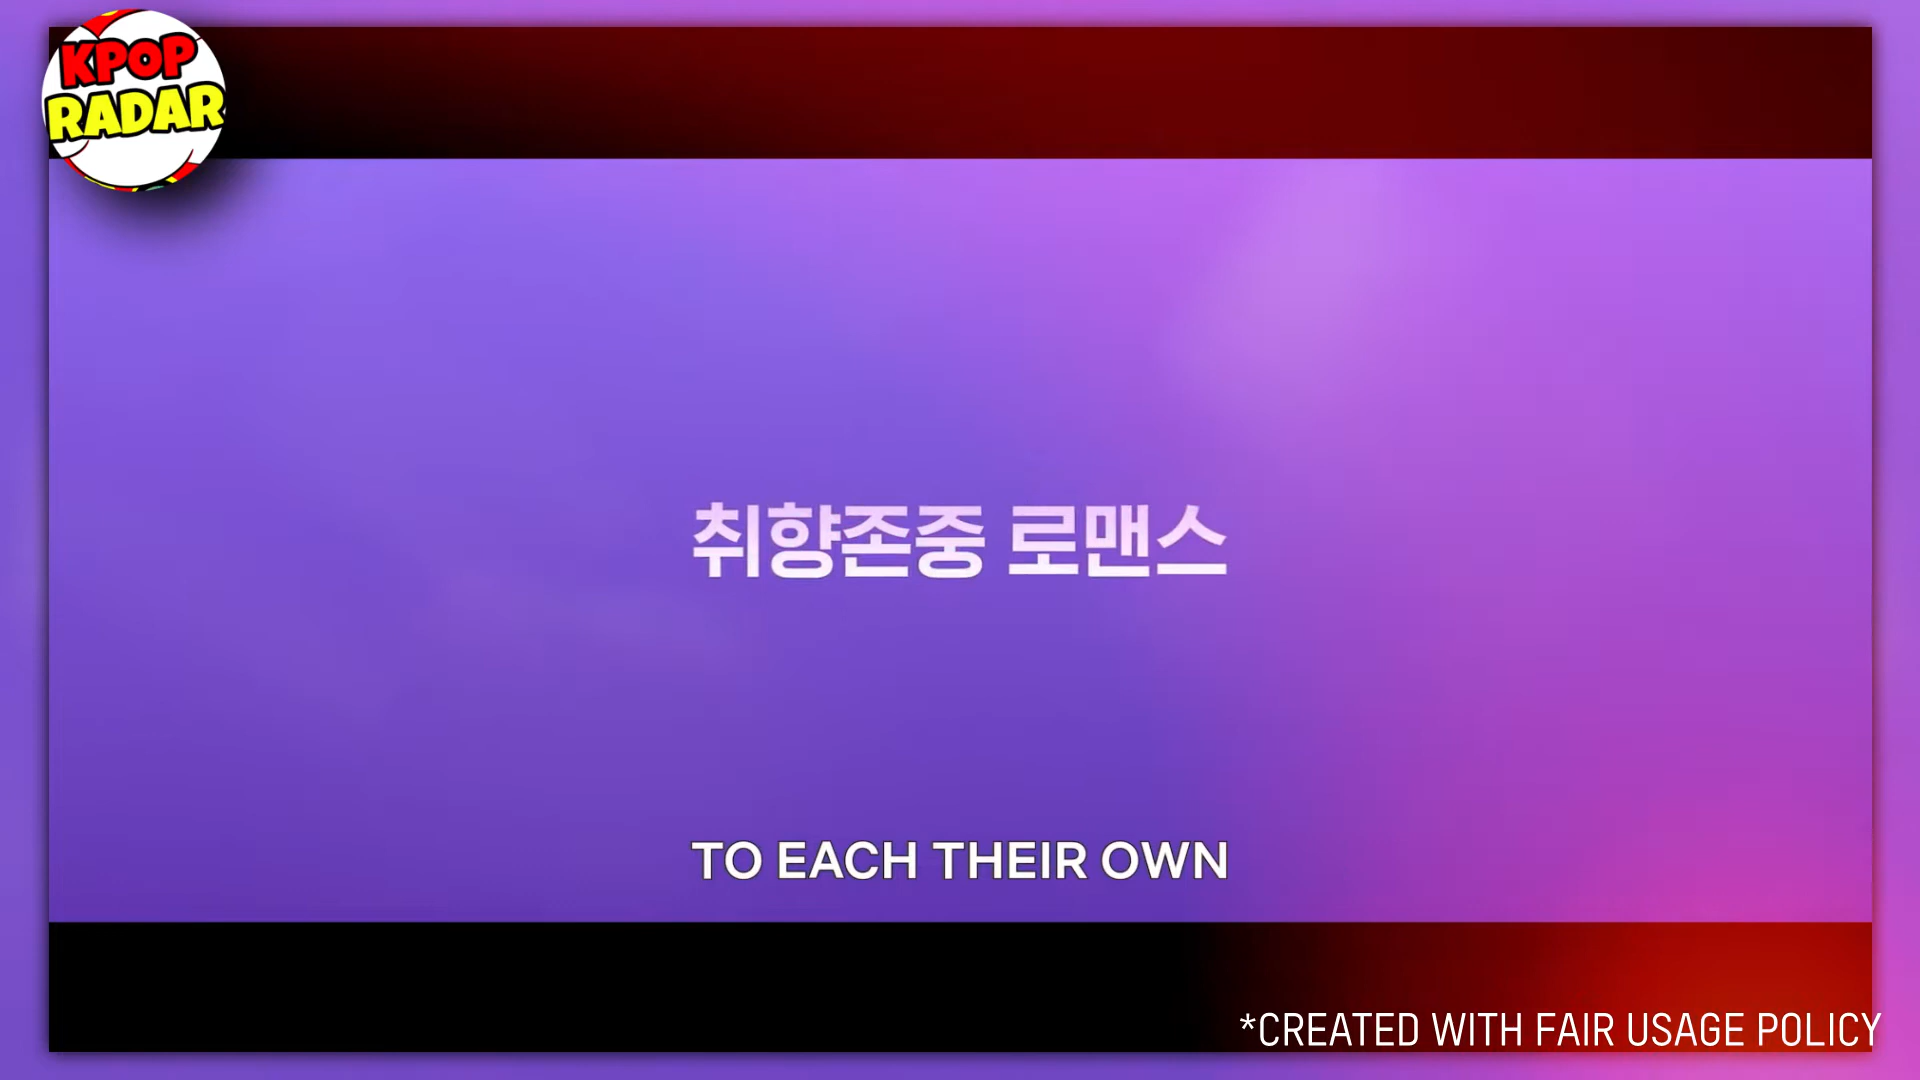 KPOP
RADAR
취향존중 로맨스
TO EACH THEIR OWN
*CREATED WITH FAIR USAGE POLICY